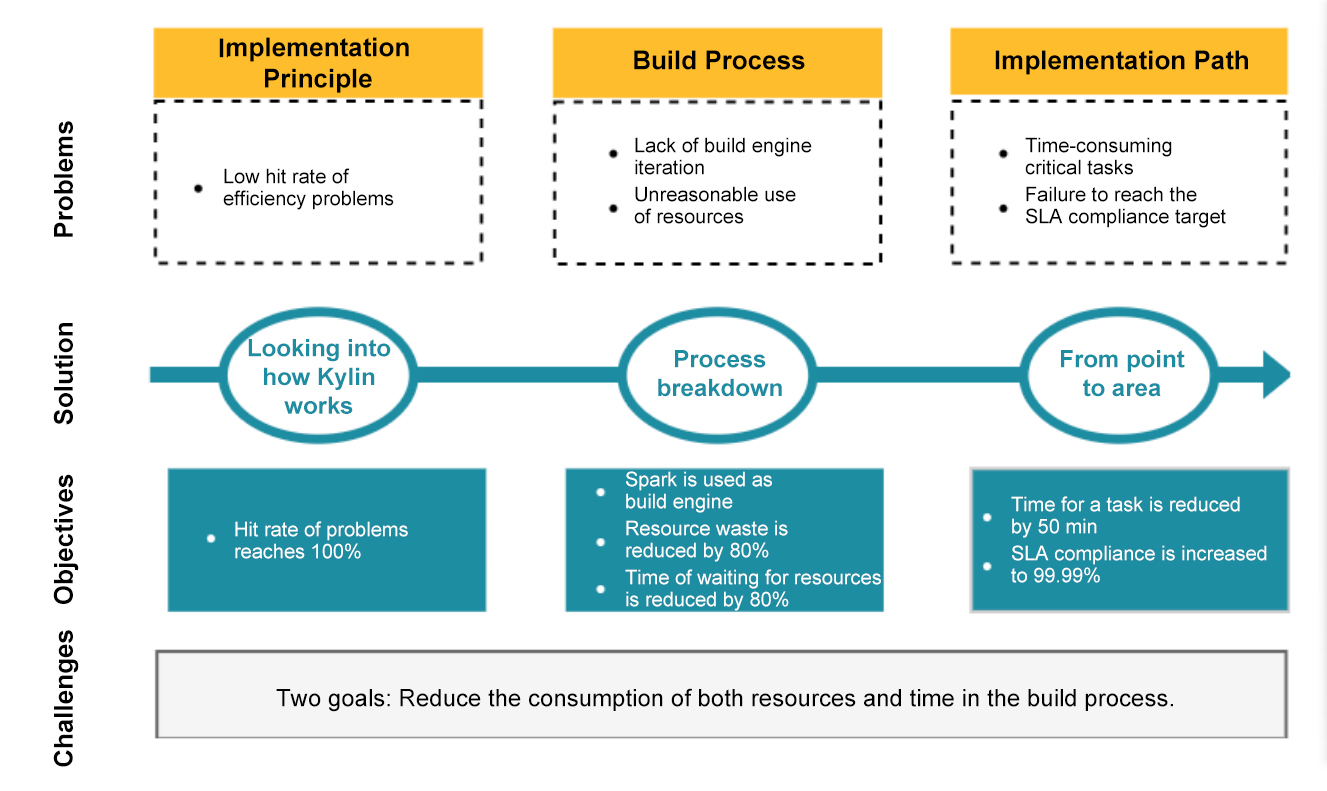 Implementation
Principle
Build Process
Implementation Path
Problems
Low hit rate of
efficiency problems
Lack of build engine
iteration
Unreasonable use
of resources
Time-consuming
critical tasks
Failure to reach the
SLA compliance target
Solution
Looking into
how Kylin
works
Process
breakdown
From point
to area
Objectives
Hit rate of problems
reaches 100%
Spark is used as
build engine
Resource waste is
reduced by 80%
Time of waiting for resources
is reduced by 80%
Time for a task is reduced
by 50 min
SLA compliance is increased
to 99.99%
Challenges
Two goals: Reduce the consumption of both resources and time in the build process.